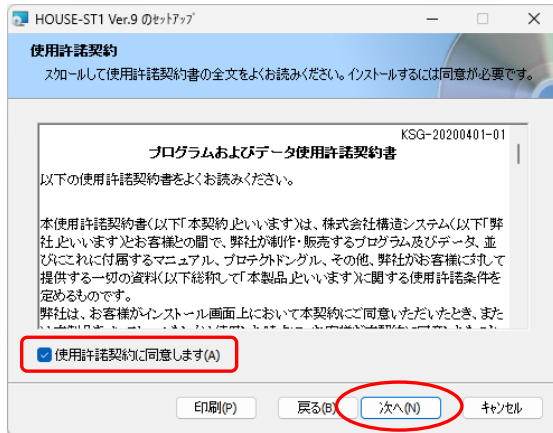 HOUSE-ST1 Ver.9 のセットアップ
使用許諾契約
スクロールして使用許諾契約書の全文をよくお読みください。インストールするには同意が必要です。
KSG-20200401-01
プログラムおよびデータ使用許諾契約書
以下の使用許諾契約書をよくお読みください。
本使用許諾契約書(以下「本契約」といいます)は、株式会社構造システム(以下「弊
社」といいます)とお客様との間で、弊社が制作・販売するプログラム及びデータ、並
びにこれに付属するマニュアル、プロテクトドングル、その他、弊社がお客様に対して
提供する一切の資料(以下総称して「本製品」といいます)に関する使用許諾条件を
定めるものです。
弊社は、お客様がインストール画面上において本契約にご同意いただいたとき、また
使用許諾契約に同意します(A)
印刷(P)
戻る(B)
次へ(N)
キャンセル